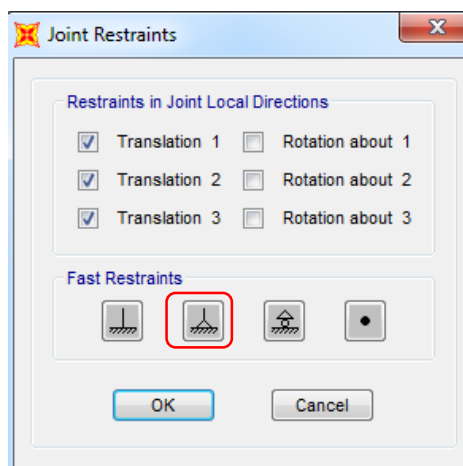 Joint Restraints
Restraints in Joint Local Directions
Translation 1 Rotation about 1
Translation 2 Rotation about 2
Translation 3 Rotation about 3
Fast Restraints
OK Cancel